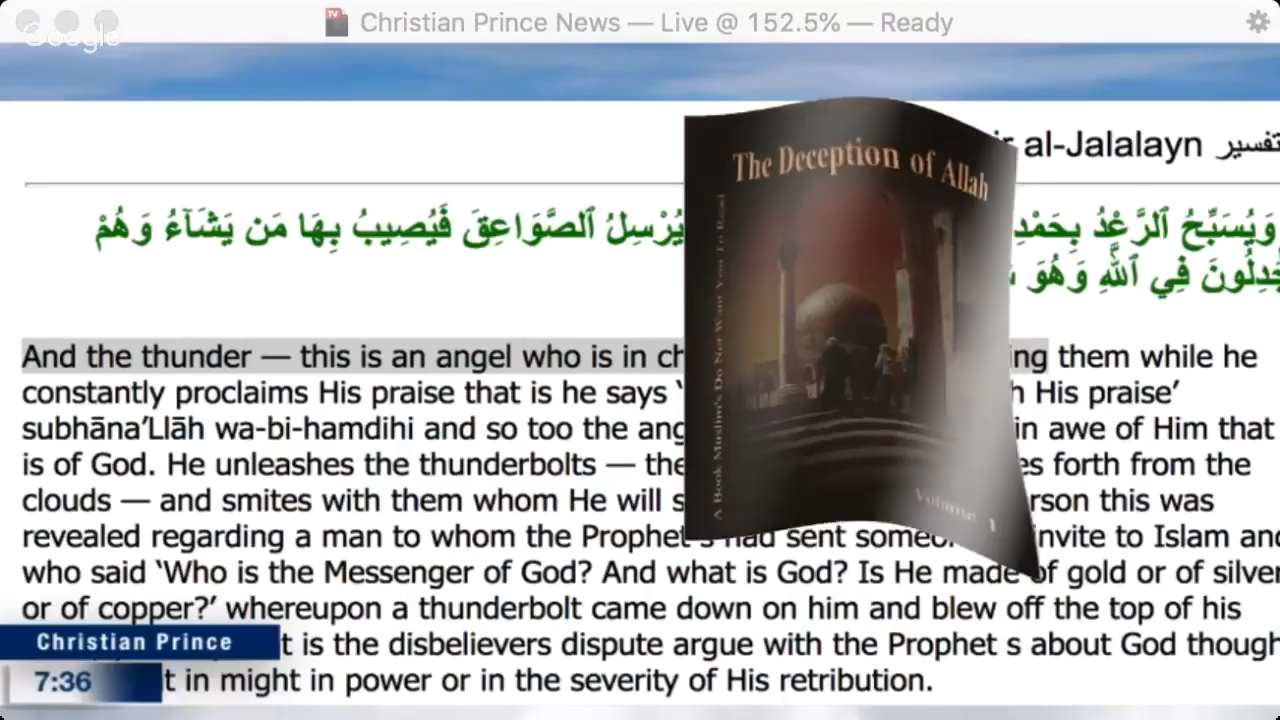 Google
Christian Prince News — Live @ 152.5% — Ready
al-Jalalayn تفسير
وَيُسَبِّحُ ٱلرَّعْدُ بِحَمْدِ يُرْسِلُ ٱلصَّوَاعِقَ فَيُصِيبُ بِهَا مَن يَشَآءُ وَهُمْ
فِي ٱللَّهِ وَهُوَ
The Deception of Allah
A Book Muslim's Do Not Want You To Read
Volume 1
And the thunder — this is an angel who is in them while he
constantly proclaims His praise that is he says ‘ His praise’
subhāna’Llāh wa-bi-hamdihi and so too the in awe of Him that
is of God. He unleashes the thunderbolts — forth from the
clouds — and smites with them whom He will this was
revealed regarding a man to whom the Prophet s had sent invite to Islam and
who said ‘Who is the Messenger of God? And what is God? Is He made of gold or of silver
or of copper?’ whereupon a thunderbolt came down on him and blew off the top of his
is the disbelievers dispute argue with the Prophet s about God though
in might in power or in the severity of His retribution.
Christian Prince
7:36